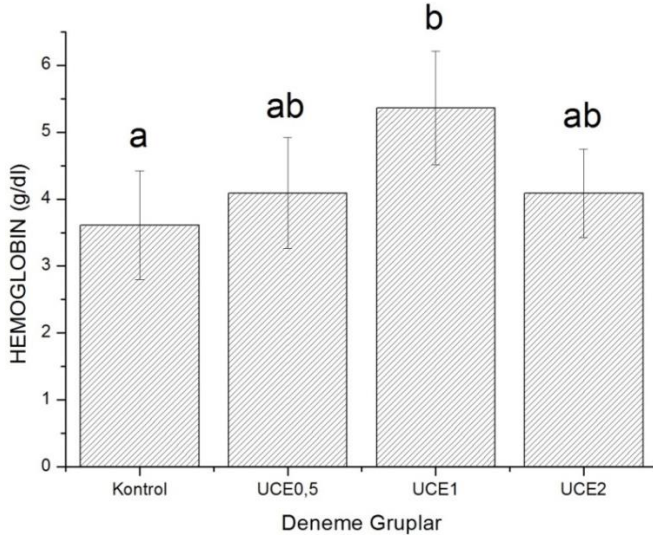 b
ab
ab
a
6
5
4
3
2
1
0
HEMOGLOBIN (g/dl)
Kontrol UCE0,5 UCE1 UCE2
Deneme Gruplar